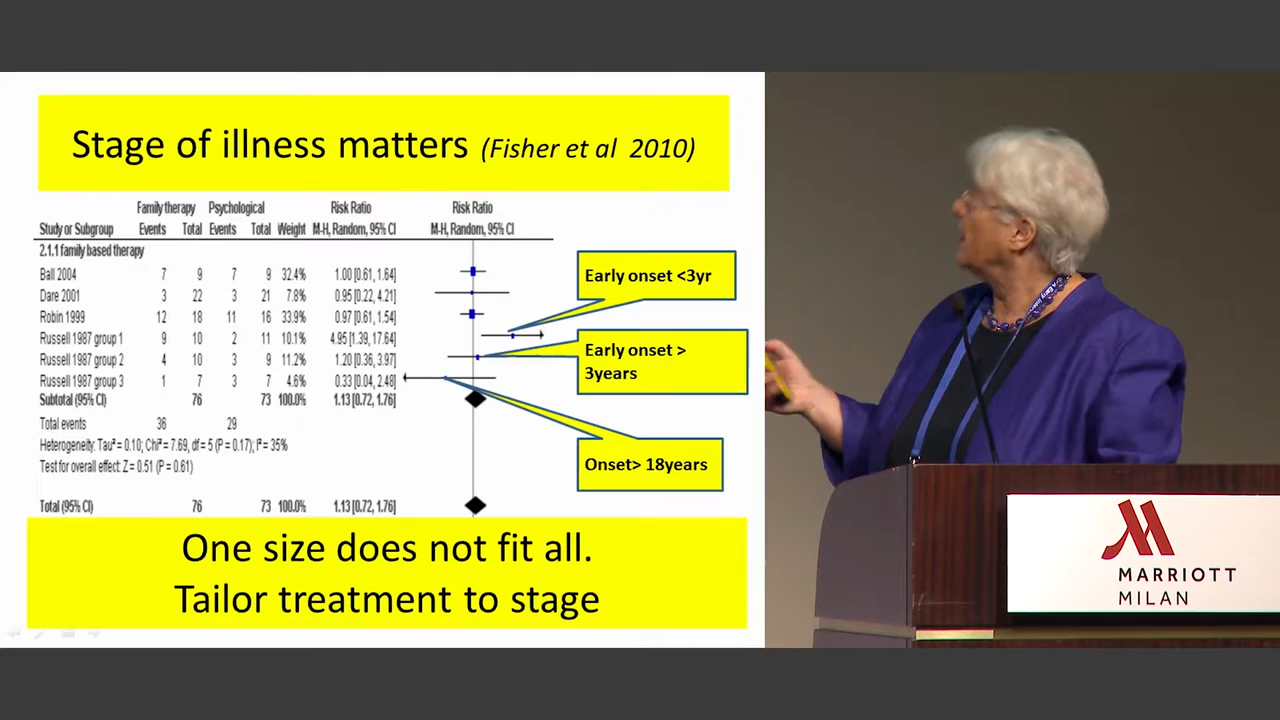 Stage of illness matters (Fisher et al 2010)
Family therapy Psychological Risk Ratio Risk Ratio
Study or Subgroup Events Total Events Total Weight M-H, Random, 95% CI M-H, Random, 95% CI
2.1.1 family based therapy
Ball 2004 7 9 7 9 32.4% 1.00 [0.61, 1.64]
Dare 2001 3 22 3 21 7.8% 0.95 [0.22, 4.21]
Robin 1999 12 18 11 16 33.9% 0.97 [0.61, 1.54]
Russell 1987 group 1 9 10 2 11 10.1% 4.95 [1.39, 17.64]
Russell 1987 group 2 4 10 3 9 11.2% 1.20 [0.36, 3.97]
Russell 1987 group 3 1 7 3 7 4.6% 0.33 [0.04, 2.48]
Subtotal (95% CI) 76 73 100.0% 1.13 [0.72, 1.76]
Total events 36 29
Heterogeneity: Tau² = 0.10; Chi² = 7.69, df = 5 (P = 0.17); I² = 35%
Test for overall effect: Z = 0.51 (P = 0.61)
Total (95% CI) 76 73 100.0% 1.13 [0.72, 1.76]
Early onset <3yr
Early onset >
3years
Onset> 18years
One size does not fit all.
Tailor treatment to stage
MARRIOTT
MILAN